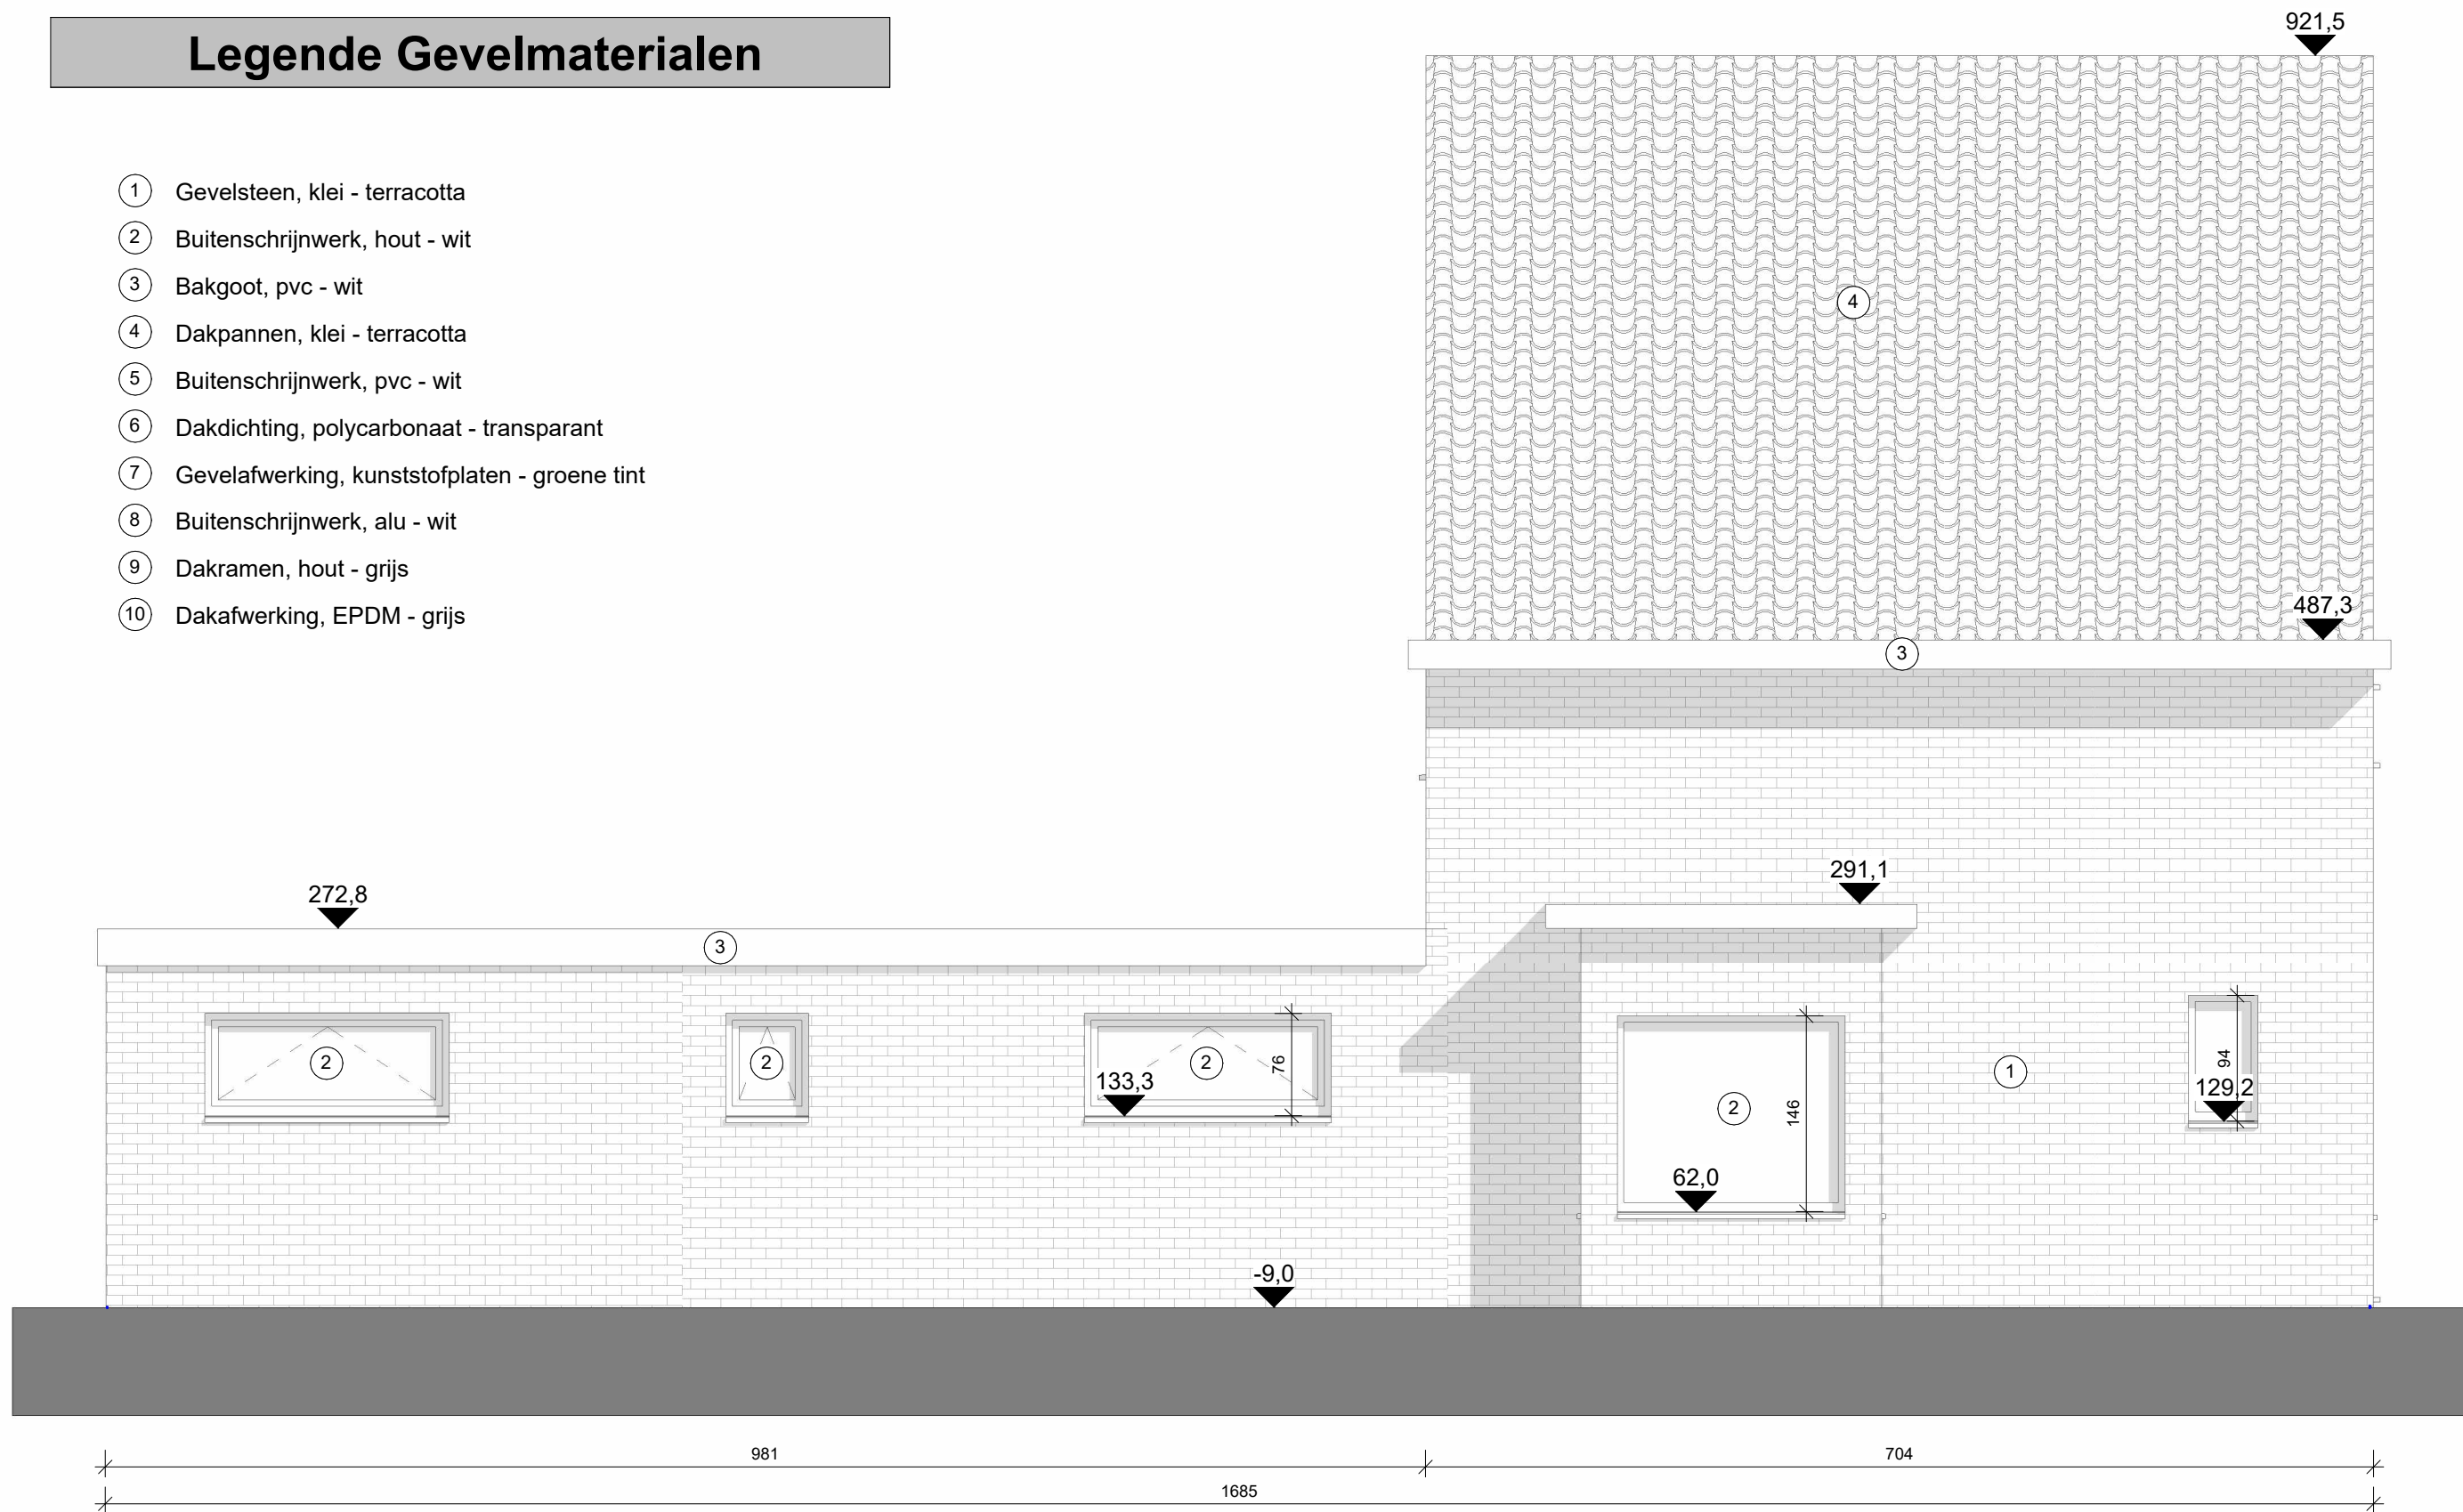 Legende Gevelmaterialen
1 Gevelsteen, klei - terracotta
2 Buitenschrijnwerk, hout - wit
3 Bakgoot, pvc - wit
4 Dakpannen, klei - terracotta
5 Buitenschrijnwerk, pvc - wit
6 Dakdichting, polycarbonaat - transparant
7 Gevelafwerking, kunststofplaten - groene tint
8 Buitenschrijnwerk, alu - wit
9 Dakramen, hout - grijs
10 Dakafwerking, EPDM - grijs
921,5
4
487,3
3
291,1
272,8
3
2
2
2
76
133,3
2
146
62,0
1
94
129,2
-9,0
981
704
1685